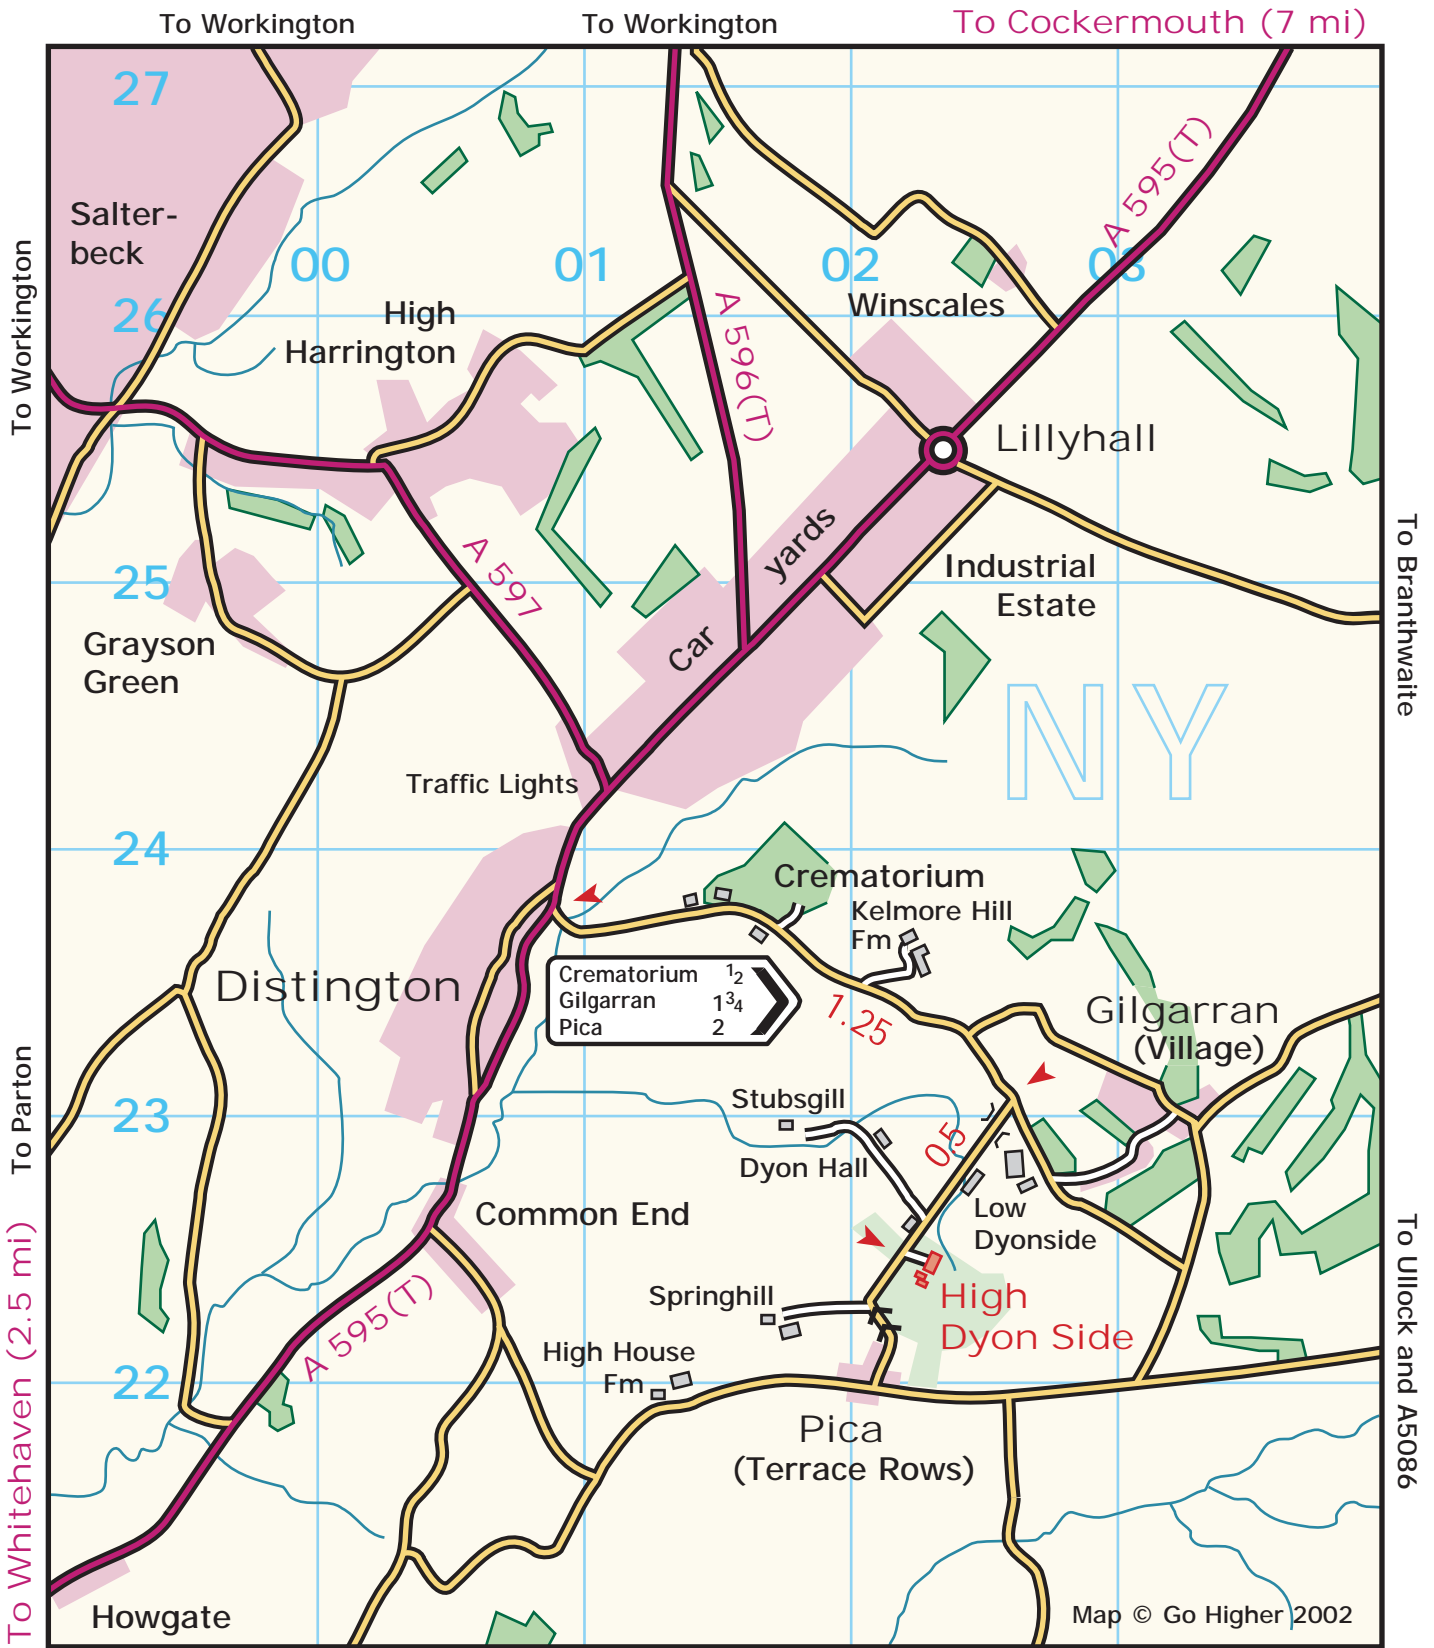 To Workington
To Workington
To Cockermouth (7 mi)
27
A 595(T)
Salter-
beck
To Workington
00
01
02
03
26
High
Harrington
Winscales
A 596(T)
Lillyhall
yards
Car
A 597
25
Industrial
Estate
Grayson
Green
To Branthwaite
NY
Traffic Lights
24
Crematorium
Kelmore Hill
Fm
Distington
Crematorium 1 2
Gilgarran 1 3 4
Pica 2
1.25
Gilgarran
(Village)
To Parton
23
Stubsgill
0.5
Dyon Hall
Low
Dyonside
Common End
To Whitehaven (2.5 mi)
A 595(T)
Springhill
High
Dyon Side
To Ullock and A5086
High House
Fm
22
Pica
(Terrace Rows)
Howgate
Map © Go Higher 2002